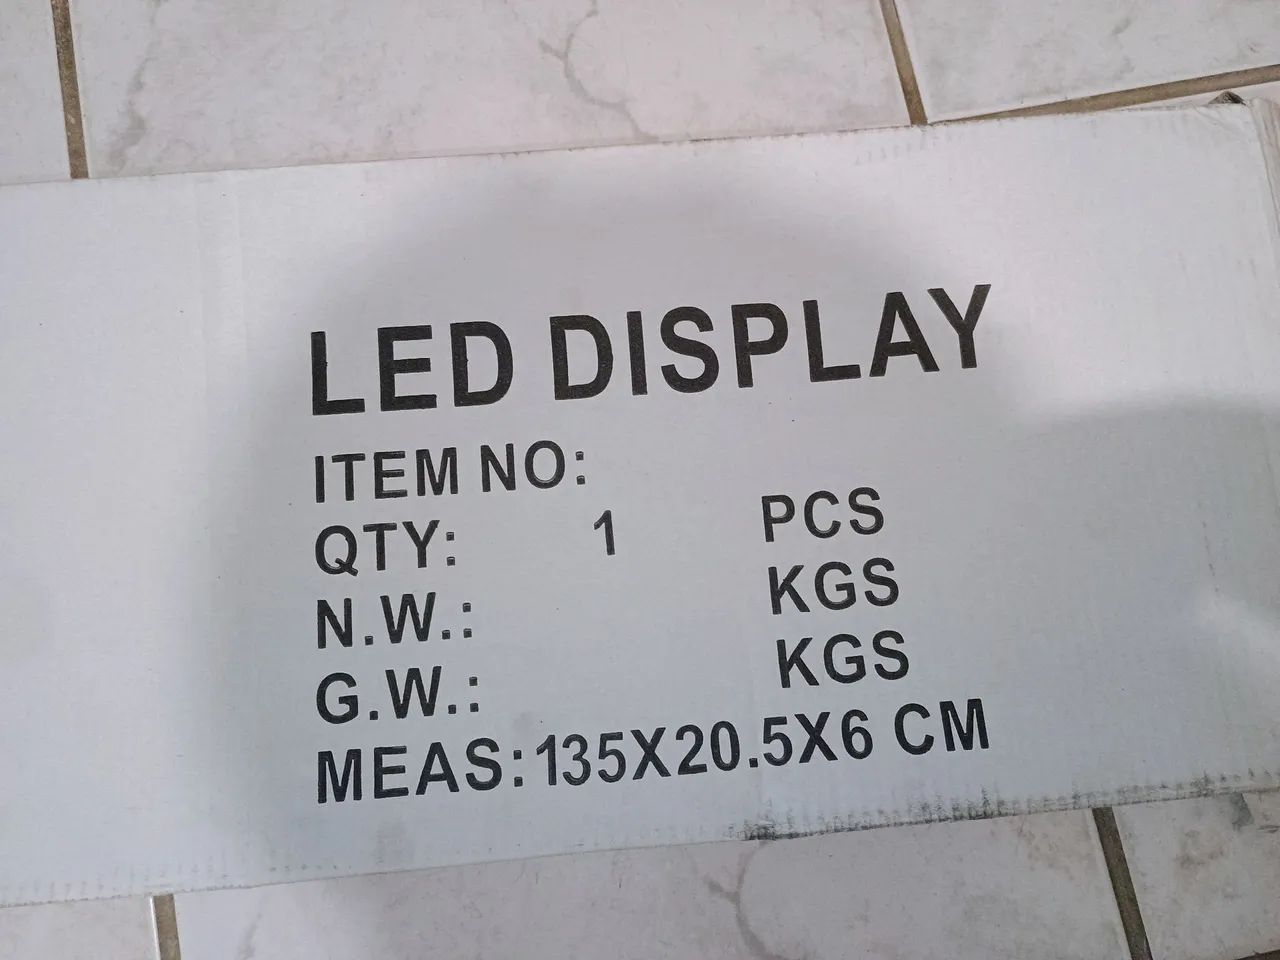 LED DISPLAY
ITEM NO:
QTY: 1 PCS
N.W.: KGS
G.W.: KGS
MEAS:135X20.5X6 CM